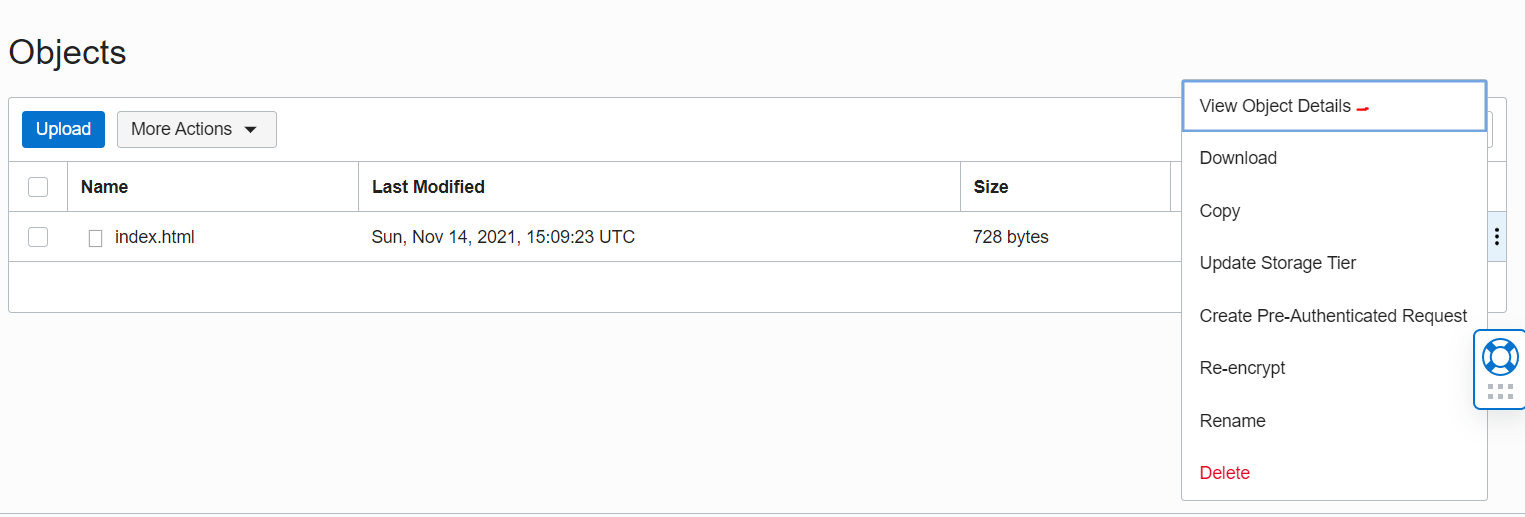 Objects
Upload
More Actions
Name
Last Modified
Size
index.html
Sun, Nov 14, 2021, 15:09:23 UTC
728 bytes
View Object Details
Download
Copy
Update Storage Tier
Create Pre-Authenticated Request
Re-encrypt
Rename
Delete